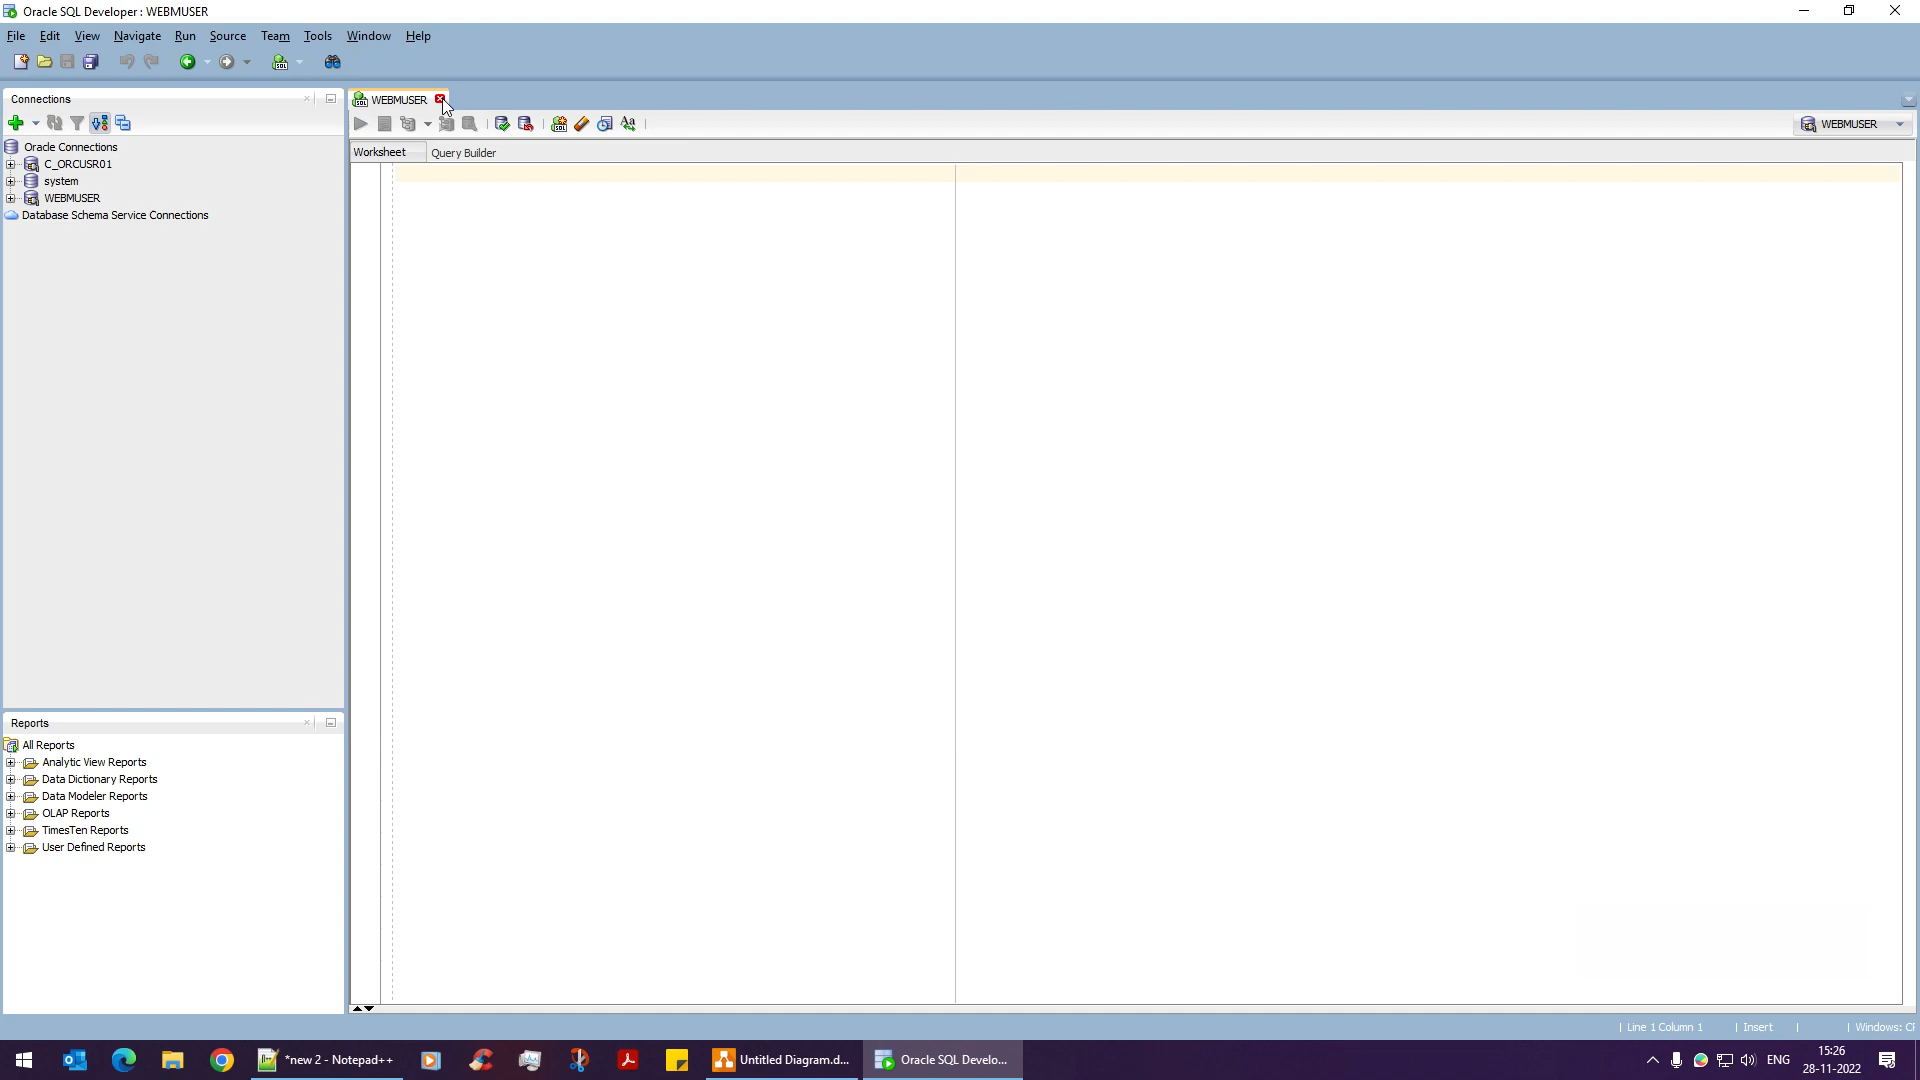 Oracle SQL Developer : WEBMUSER
File Edit View Navigate Run Source Team Tools Window Help
Connections
Oracle Connections
C_ORCUSR01
system
WEBMUSER
Database Schema Service Connections
WEBMUSER
WEBMUSER
Worksheet Query Builder
Reports
All Reports
Analytic View Reports
Data Dictionary Reports
Data Modeler Reports
OLAP Reports
TimesTen Reports
User Defined Reports
Line 1 Column 1 Insert Windows: CF
*new 2 - Notepad++ Untitled Diagram.d... Oracle SQL Develo... ENG 15:26
28-11-2022